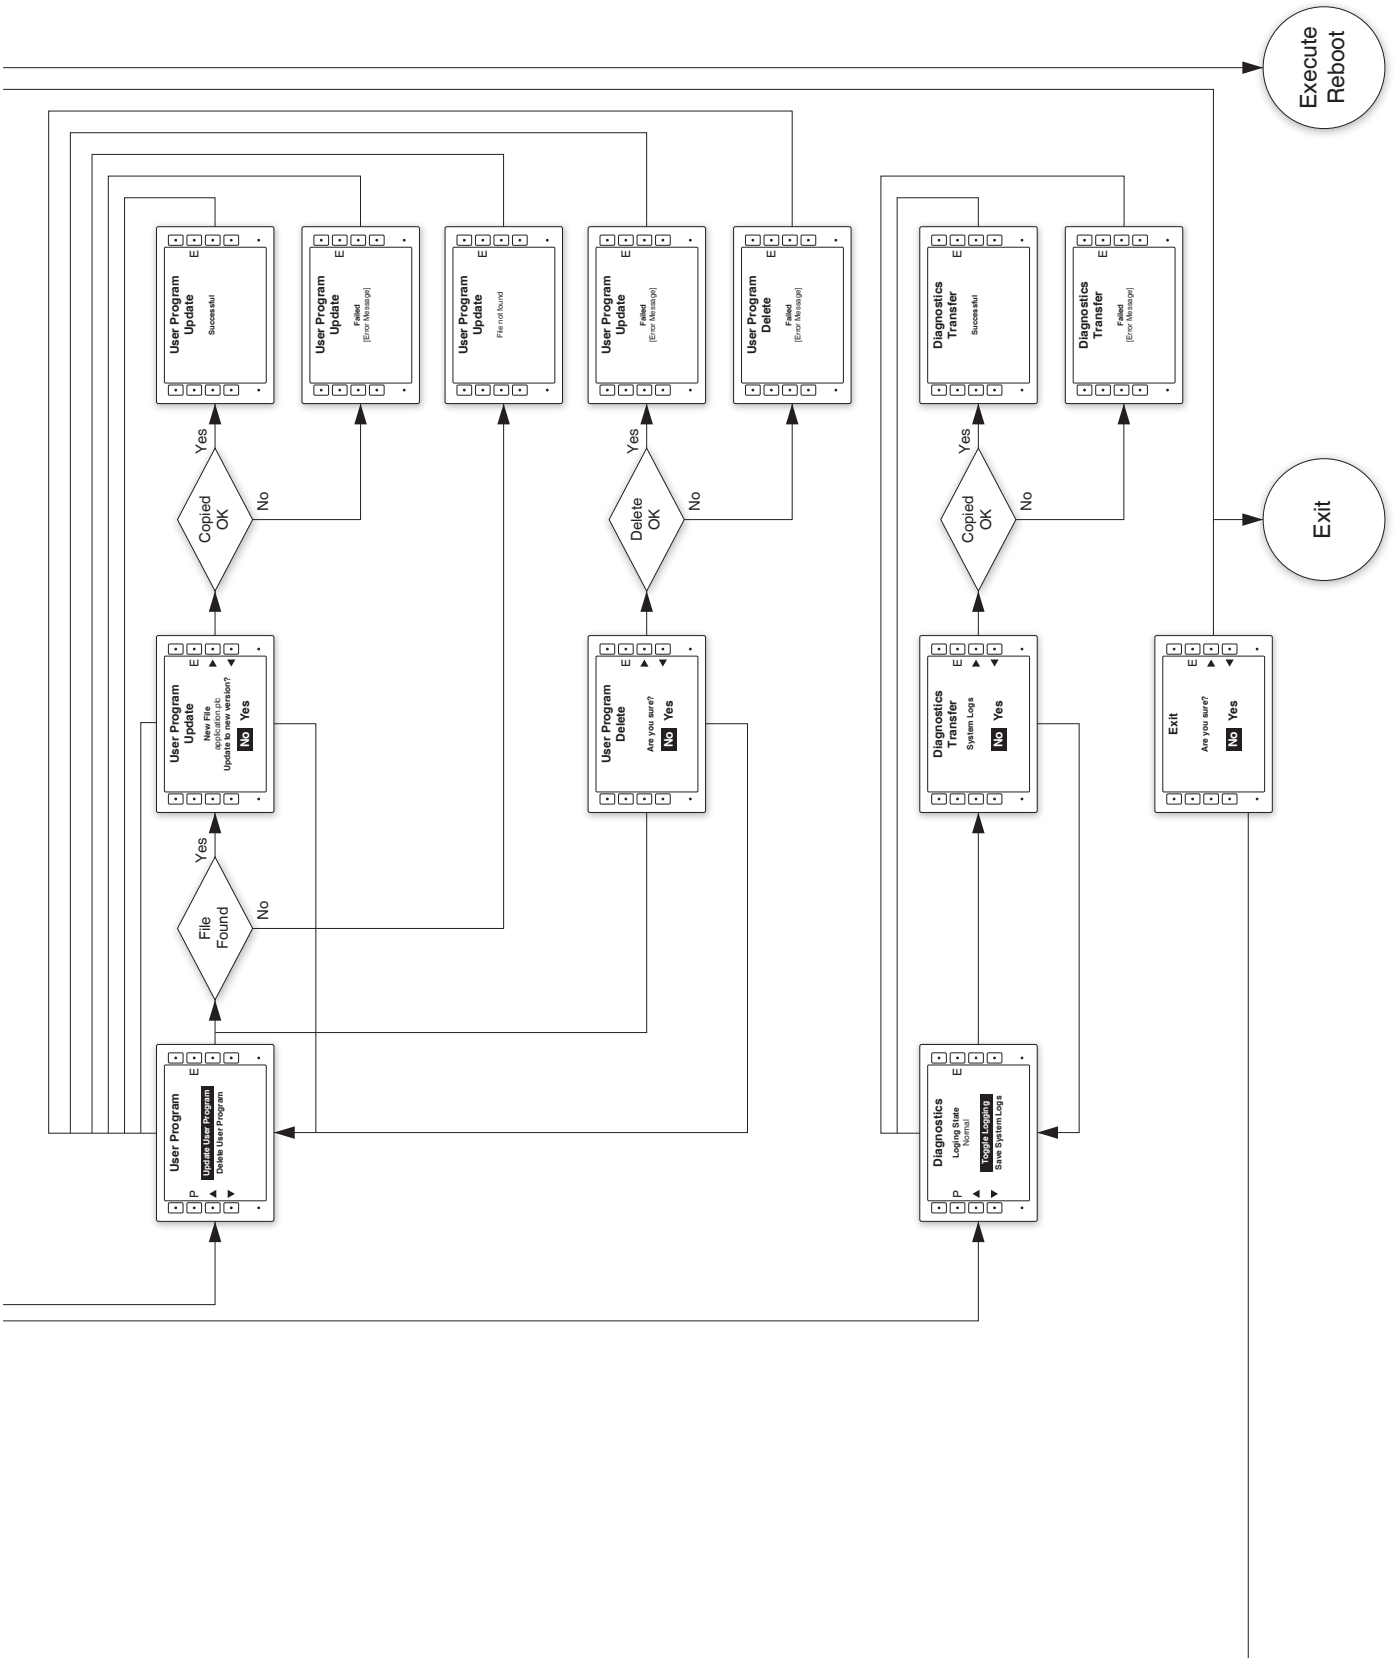 User Program
P
E
Update User Program
Delete User Program
File
Found
Yes
No
User Program
Update
E
New File
application.plc
Update to new version?
No Yes
Copied
OK
Yes
No
User Program
Update
E
Successful
User Program
Update
E
Failed
[Error Message]
User Program
Update
E
File not found
User Program
Delete
E
Are you sure?
No Yes
Delete
OK
Yes
No
User Program
Update
E
Failed
[Error Message]
User Program
Delete
E
Failed
[Error Message]
Diagnostics
P
E
Loging State
Normal
Toggle Logging
Save System Logs
Diagnostics
Transfer
E
System Logs
No Yes
Copied
OK
Yes
No
Diagnostics
Transfer
E
Successful
Diagnostics
Transfer
E
Failed
[Error Message]
Exit
E
Are you sure?
No Yes
Exit
Execute
Reboot